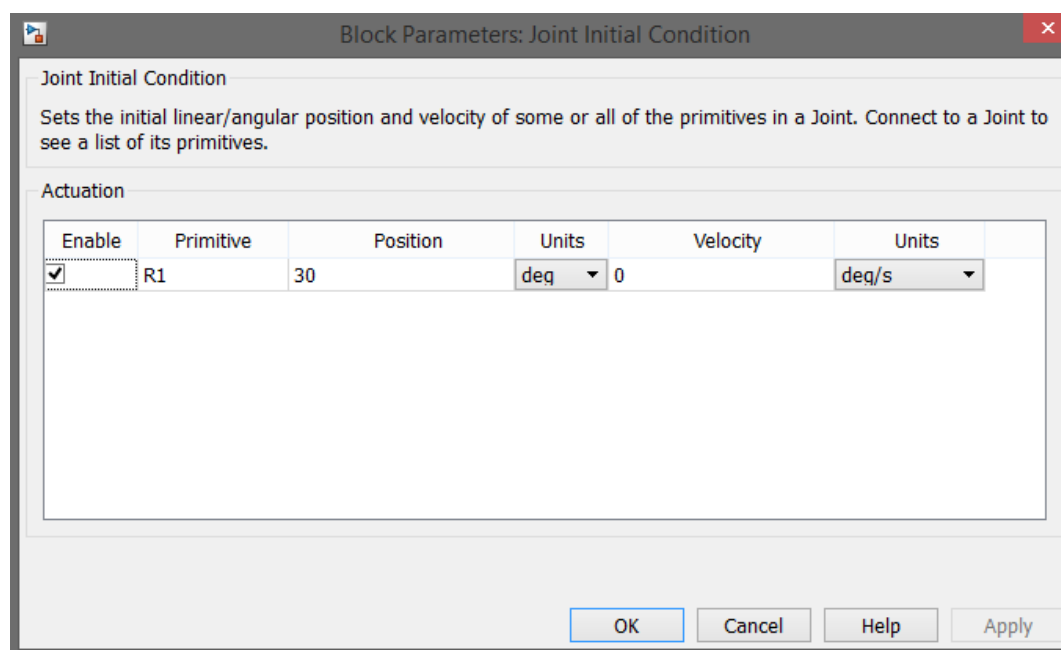 Block Parameters: Joint Initial Condition
Joint Initial Condition
Sets the initial linear/angular position and velocity of some or all of the primitives in a Joint. Connect to a Joint to
see a list of its primitives.
Actuation
Enable Primitive Position Units Velocity Units
R1 30 deg 0 deg/s
OK Cancel Help Apply